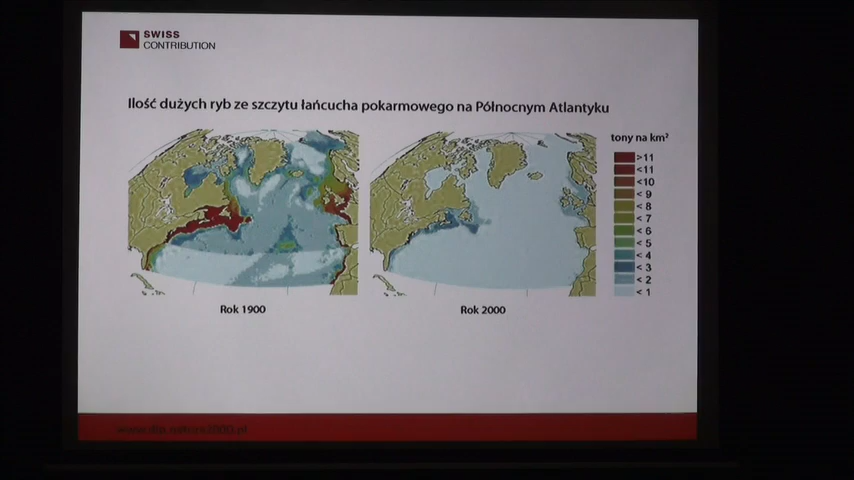 SWISS
CONTRIBUTION
Ilość dużych ryb ze szczytu łańcucha pokarmowego na Północnym Atlantyku
tony na km²
>11
<11
<10
< 9
< 8
< 7
< 6
< 5
< 4
< 3
< 2
< 1
Rok 1900
Rok 2000